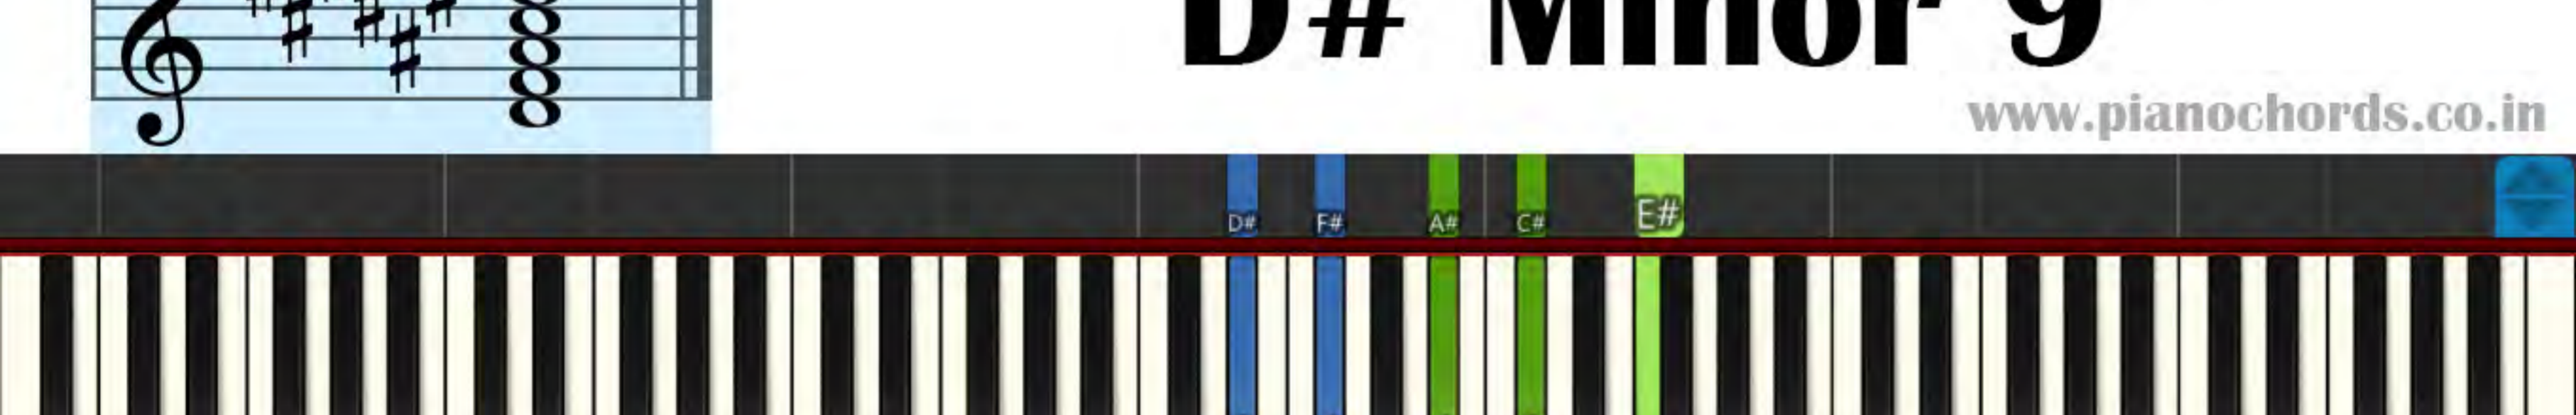 D# Minor 9
www.pianochords.co.in
D# F# A# C# E#